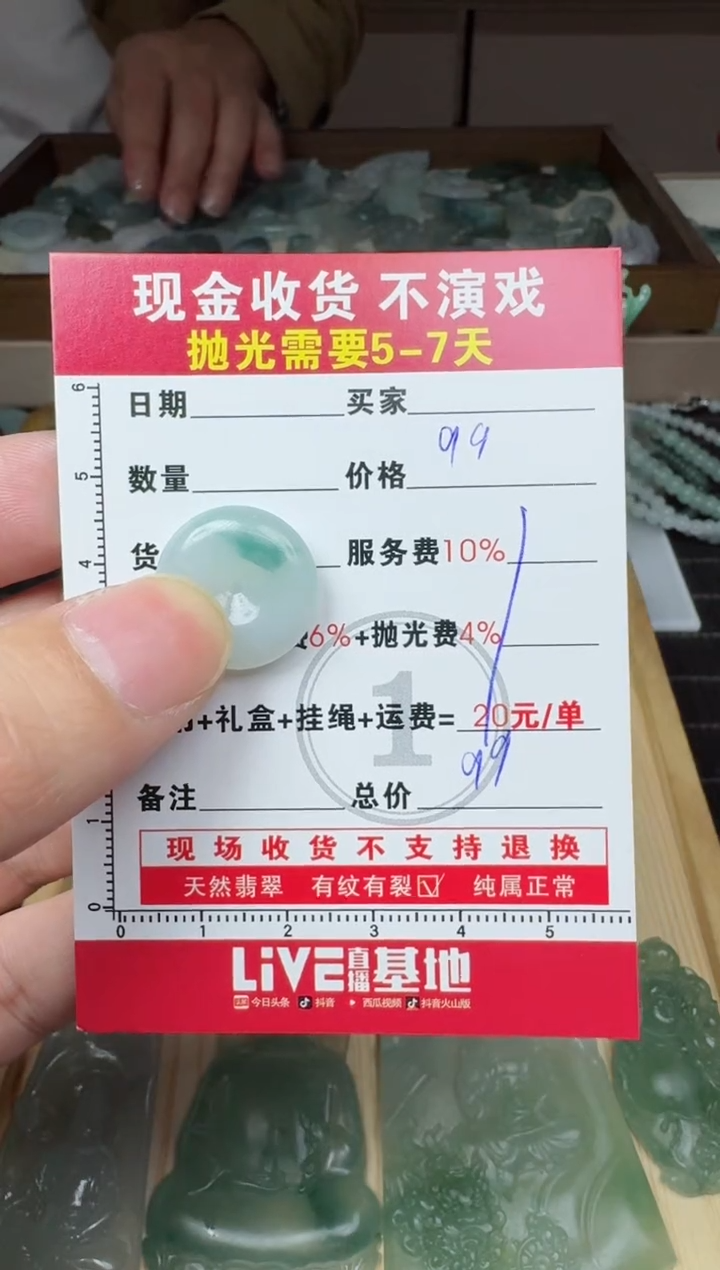 现金收货 不演戏
抛光需要5-7天
日期 买家
99
数量 价格
货 服务费10%
6%+抛光费4%
1
+礼盒+挂绳+运费=20元/单
99
备注 总价
现场收货不支持退换
天然翡翠 有纹有裂☑ 纯属正常
6
5
4
1
0
0 1 2 3 4 5
LiVE直播基地
今日头条 抖音 西瓜视频 抖音火山版